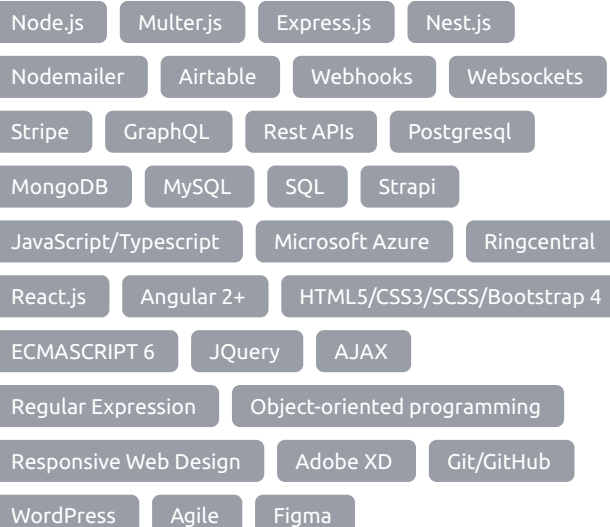 Node.js Multer.js Express.js Nest.js
Nodemailer Airtable Webhooks Websockets
Stripe GraphQL Rest APIs Postgresql
MongoDB MySQL SQL Strapi
JavaScript/Typescript Microsoft Azure Ringcentral
React.js Angular 2+ HTML5/CSS3/SCSS/Bootstrap 4
ECMASCRIPT 6 JQuery AJAX
Regular Expression Object-oriented programming
Responsive Web Design Adobe XD Git/GitHub
WordPress Agile Figma